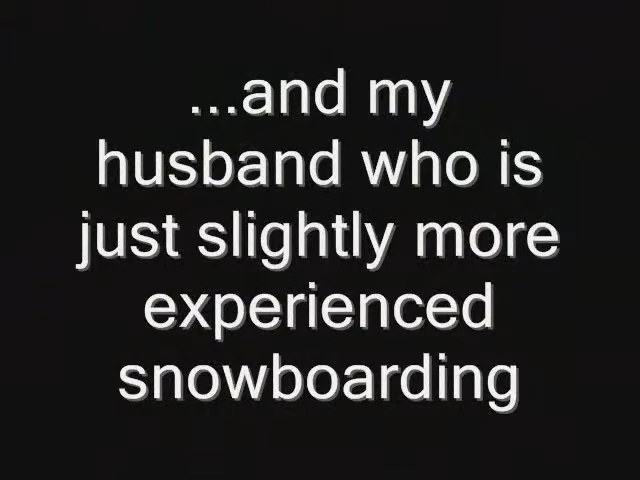 ...and my
husband who is
just slightly more
experienced
snowboarding